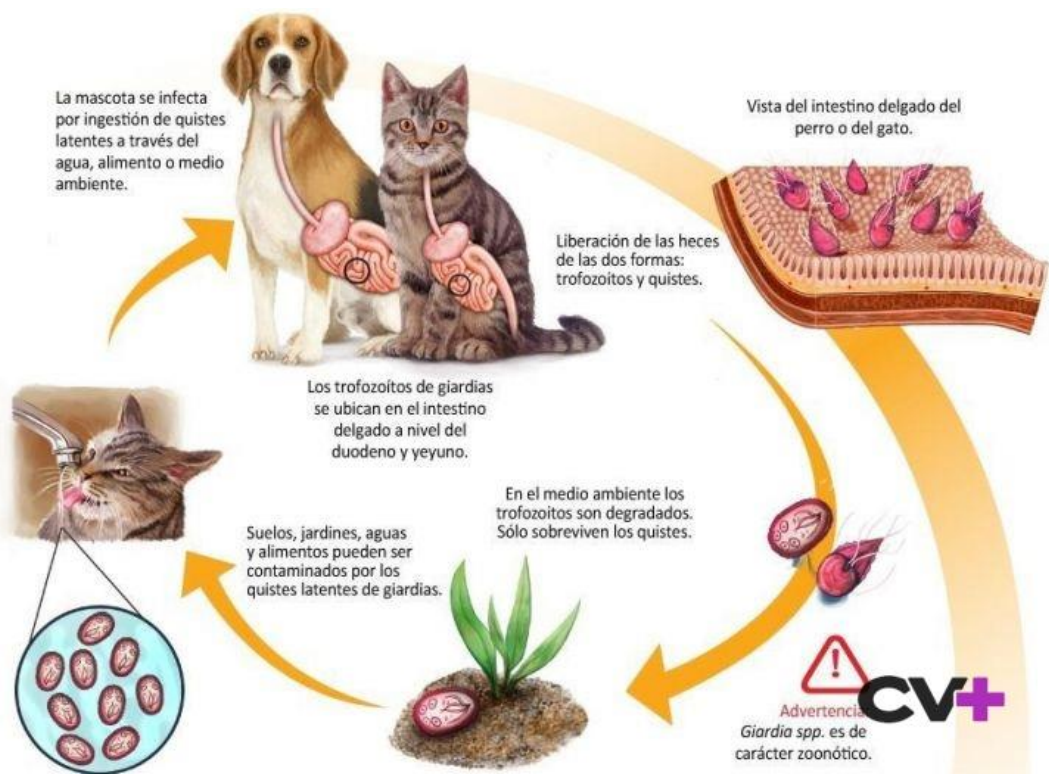 La mascota se infecta
por ingestión de quistes
latentes a través del
agua, alimento o medio
ambiente.
Vista del intestino delgado del
perro o del gato.
Liberación de las heces
de las dos formas:
trofozoítos y quistes.
Los trofozoítos de giardias
se ubican en el intestino
delgado a nivel del
duodeno y yeyuno.
En el medio ambiente los
trofozoitos son degradados.
Sólo sobreviven los quistes.
Suelos, jardines, aguas
y alimentos pueden ser
contaminados por los
quistes latentes de giardias.
Advertencia
Giardia spp. es de
carácter zoonótico.
CV+